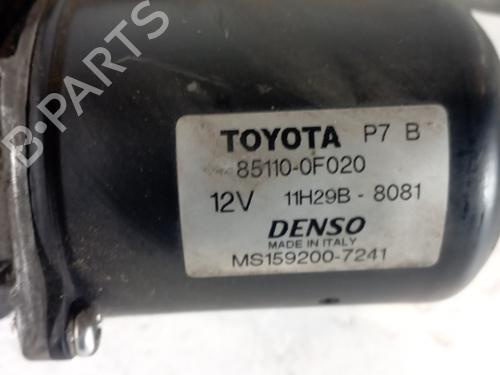 B-PARTS
TOYOTA P7 B
85110-0F020
12V 11H29B-8081
DENSO
MADE IN ITALY
MS159200-7241